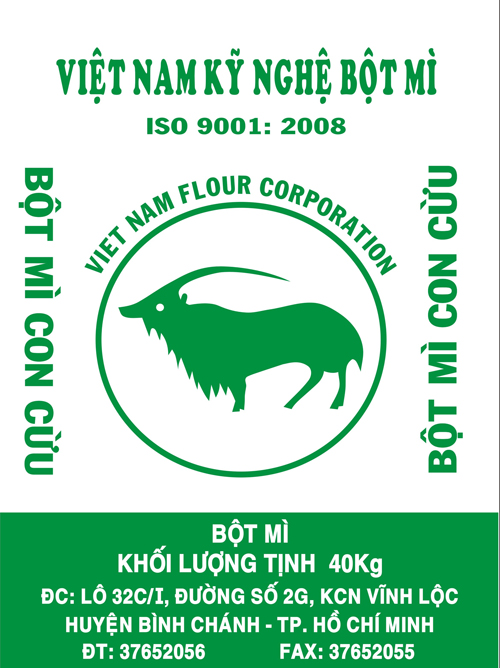 VIỆT NAM KỸ NGHỆ BỘT MÌ
ISO 9001: 2008
BỘT MÌ CON CỪU
VIET NAM FLOUR CORPORATION
BỘT MÌ CON CỪU
BỘT MÌ
KHỐI LƯỢNG TỊNH 40Kg
ĐC: LÔ 32C/I, ĐƯỜNG SỐ 2G, KCN VĨNH LỘC
HUYỆN BÌNH CHÁNH - TP. HỒ CHÍ MINH
ĐT: 37652056 FAX: 37652055